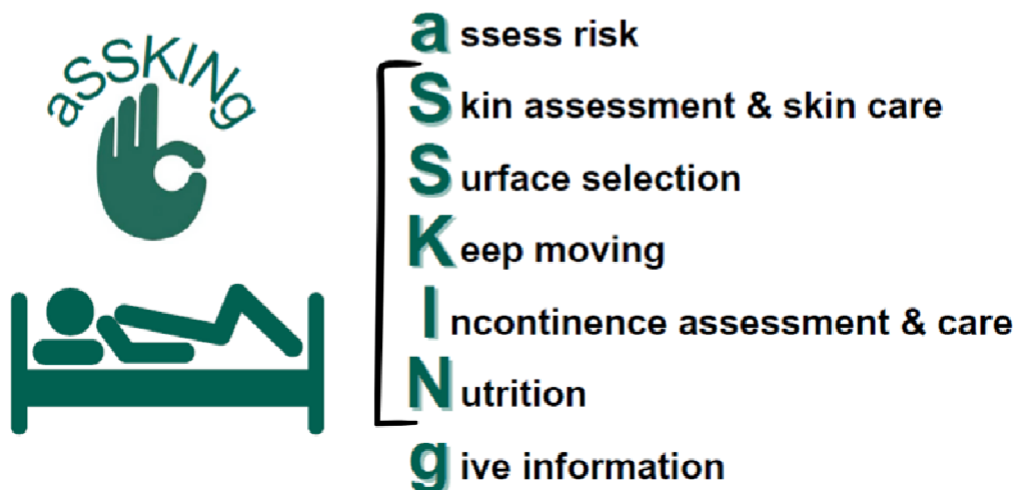 aSSKINg
assess risk
Skin assessment & skin care
Surface selection
Keep moving
Incontinence assessment & care
Nutrition
give information